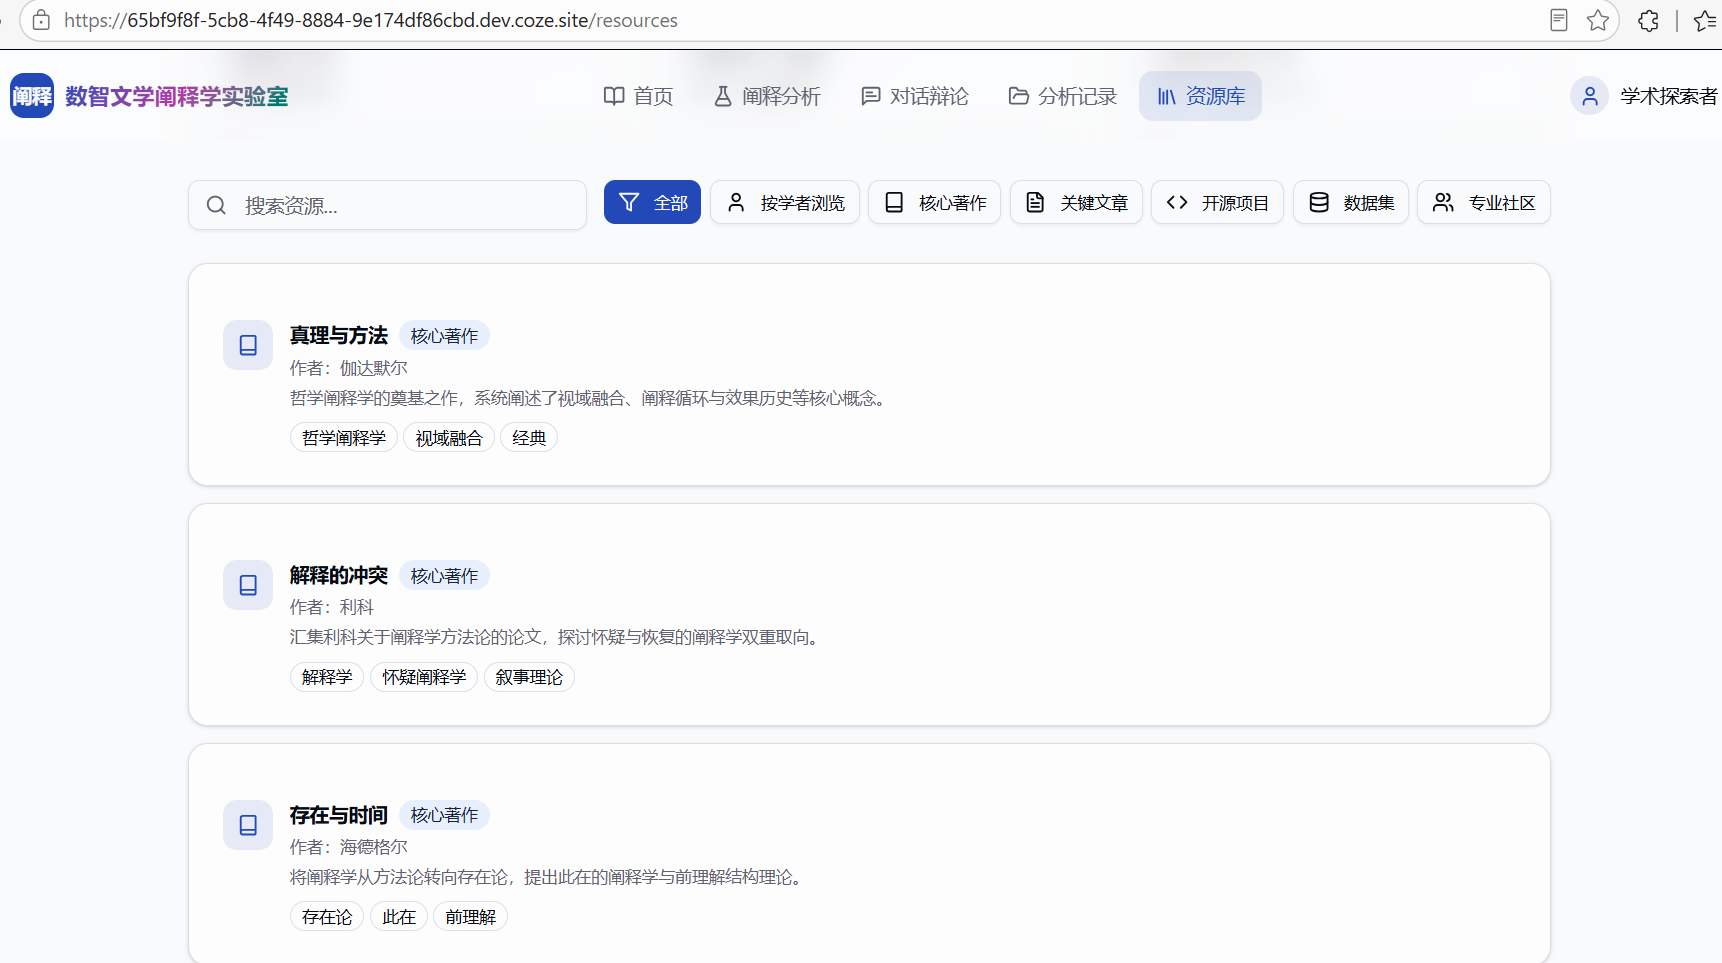 https://65bf9f8f-5cb8-4f49-8884-9e174df86cbd.dev.coze.site/resources
阐释 数智文学阐释学实验室 首页 阐释分析 对话辩论 分析记录 资源库 学术探索者
搜索资源... 全部 按学者浏览 核心著作 关键文章 开源项目 数据集 专业社区
真理与方法 核心著作
作者：伽达默尔
哲学阐释学的奠基之作，系统阐述了视域融合、阐释循环与效果历史等核心概念。
哲学阐释学 视域融合 经典
解释的冲突 核心著作
作者：利科
汇集利科关于阐释学方法论的论文，探讨怀疑与恢复的阐释学双重取向。
解释学 怀疑阐释学 叙事理论
存在与时间 核心著作
作者：海德格尔
将阐释学从方法论转向存在论，提出此在的阐释学与前理解结构理论。
存在论 此在 前理解